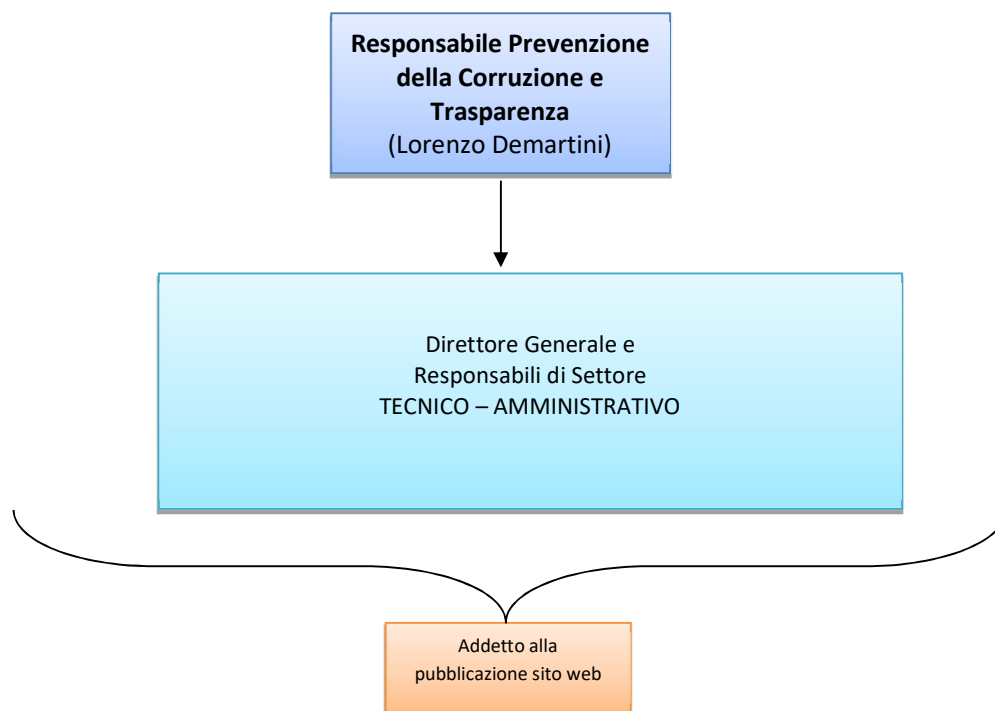 Responsabile Prevenzione
della Corruzione e
Trasparenza
(Lorenzo Demartini)
Direttore Generale e
Responsabili di Settore
TECNICO – AMMINISTRATIVO
Addetto alla
pubblicazione sito web